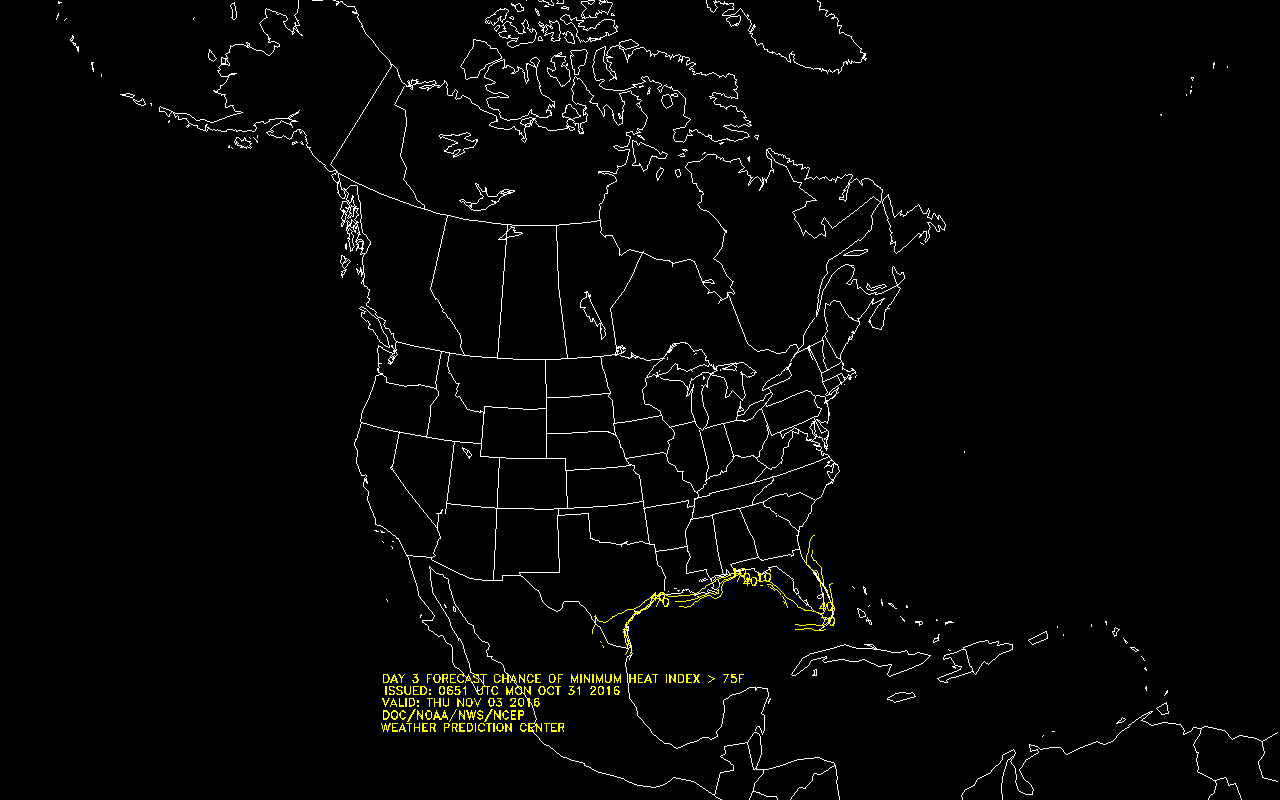 40
70
10
40
10
40
70
DAY 3 FORECAST CHANCE OF MINIMUM HEAT INDEX > 75F
ISSUED: 0651 UTC MON OCT 31 2016
VALID: THU NOV 03 2016
DOC/NOAA/NWS/NCEP
WEATHER PREDICTION CENTER